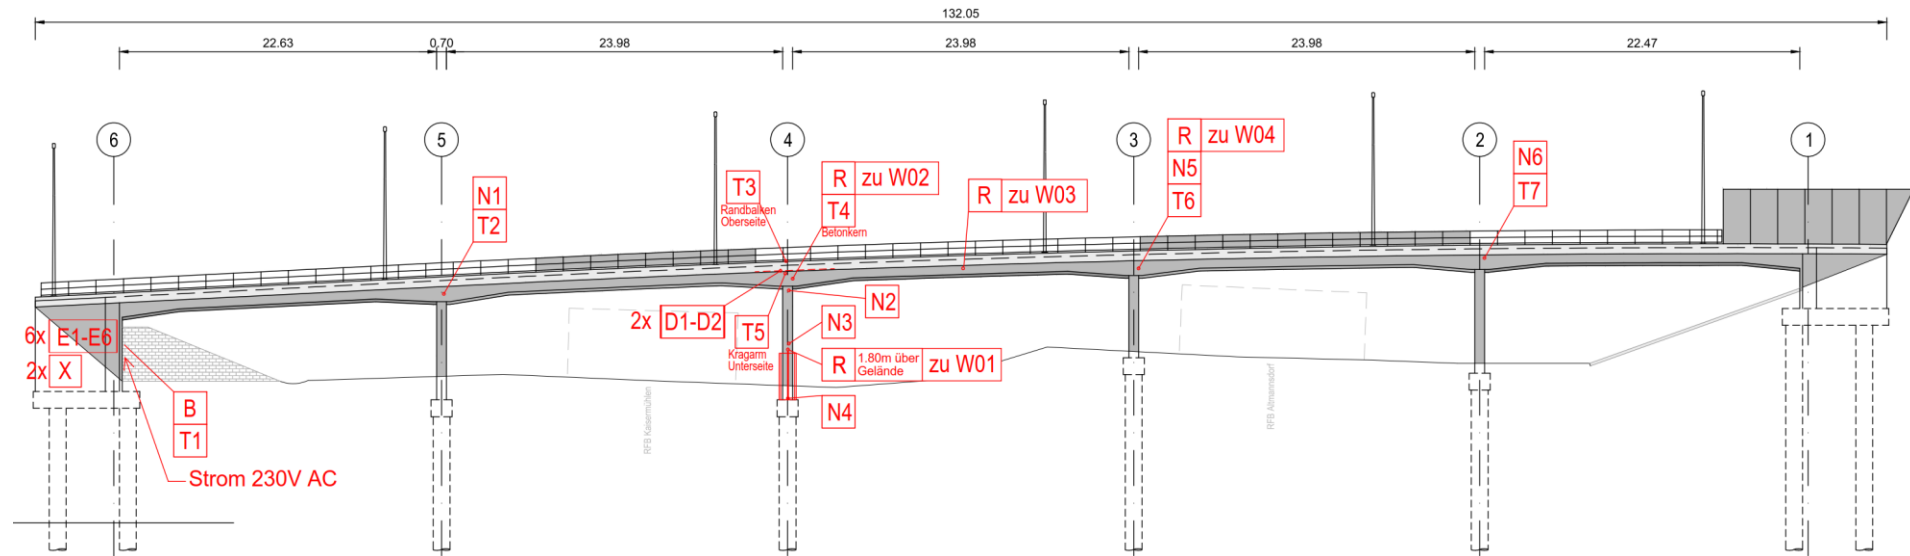 132.05
22.63
0.70
23.98
23.98
23.98
22.47
6
5
4
3
2
1
R zu W04
N5
T6
N6
T7
T3
Randbalken
Oberseite
R zu W02
T4
Betonkern
R zu W03
N1
T2
N2
2x D1-D2
T5
Kragarm
Unterseite
N3
R 1.80m über
Gelände zu W01
N4
6x E1-E6
2x X
B
T1
Strom 230V AC
RFB Kaisermühlen
RFB Altmannsdorf